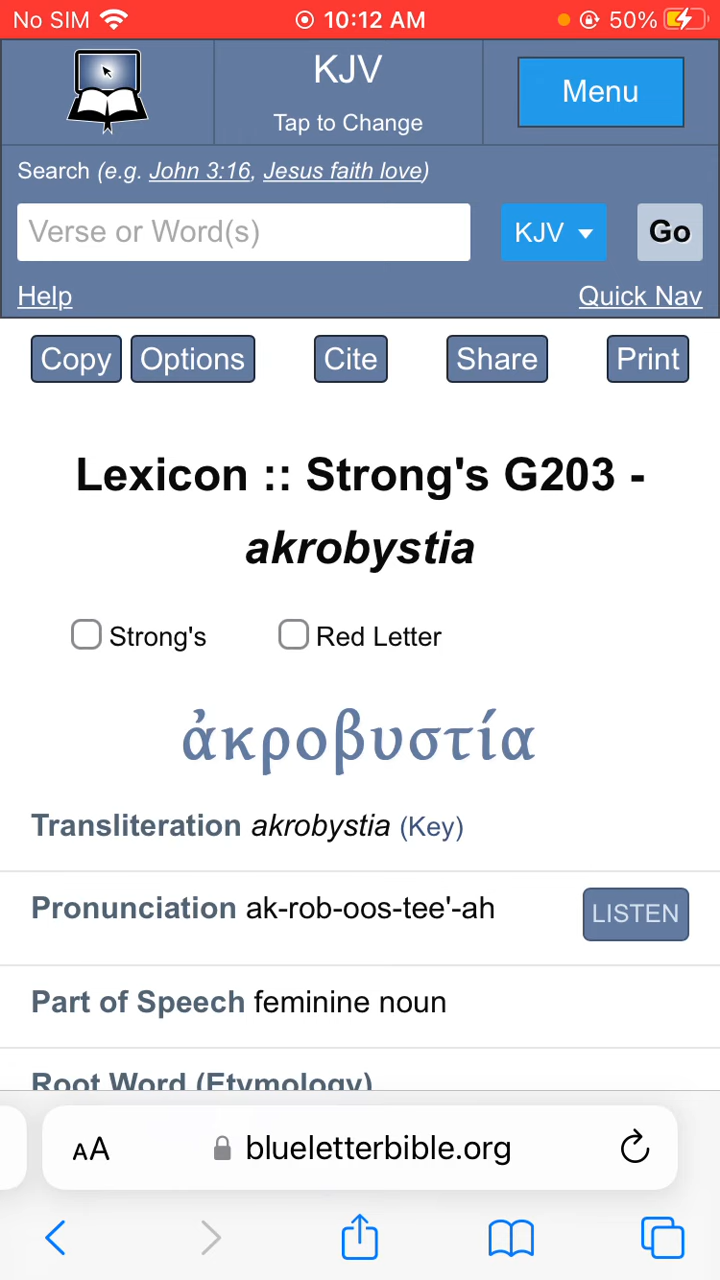 No SIM 10:12 AM 50%
KJV
Tap to Change
Menu
Search (e.g. John 3:16, Jesus faith love)
Verse or Word(s) KJV Go
Help Quick Nav
Copy Options Cite Share Print
Lexicon :: Strong's G203 -
akrobystia
Strong's Red Letter
ἀκροβυστία
Transliteration akrobystia (Key)
Pronunciation ak-rob-oos-tee'-ah LISTEN
Part of Speech feminine noun
Root Word (Etymology)
AA blueletterbible.org